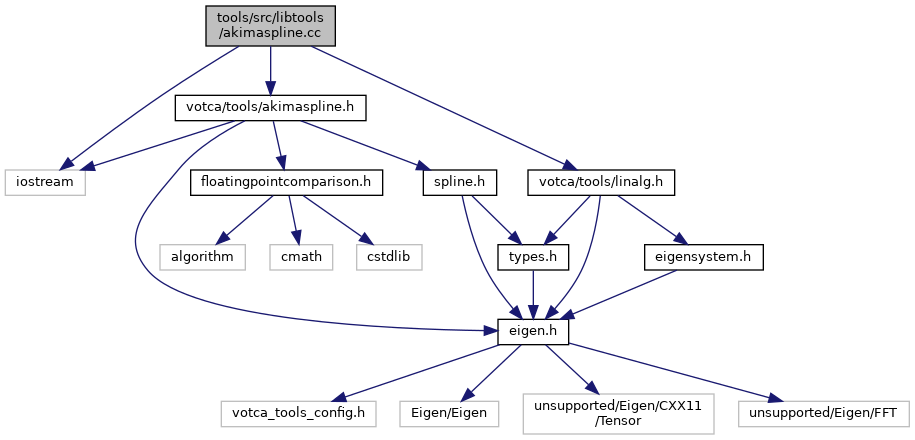 tools/src/libtools
/akimaspline.cc
votca/tools/akimaspline.h
iostream
floatingpointcomparison.h
spline.h
votca/tools/linalg.h
algorithm
cmath
cstdlib
types.h
eigensystem.h
eigen.h
votca_tools_config.h
Eigen/Eigen
unsupported/Eigen/CXX11
/Tensor
unsupported/Eigen/FFT